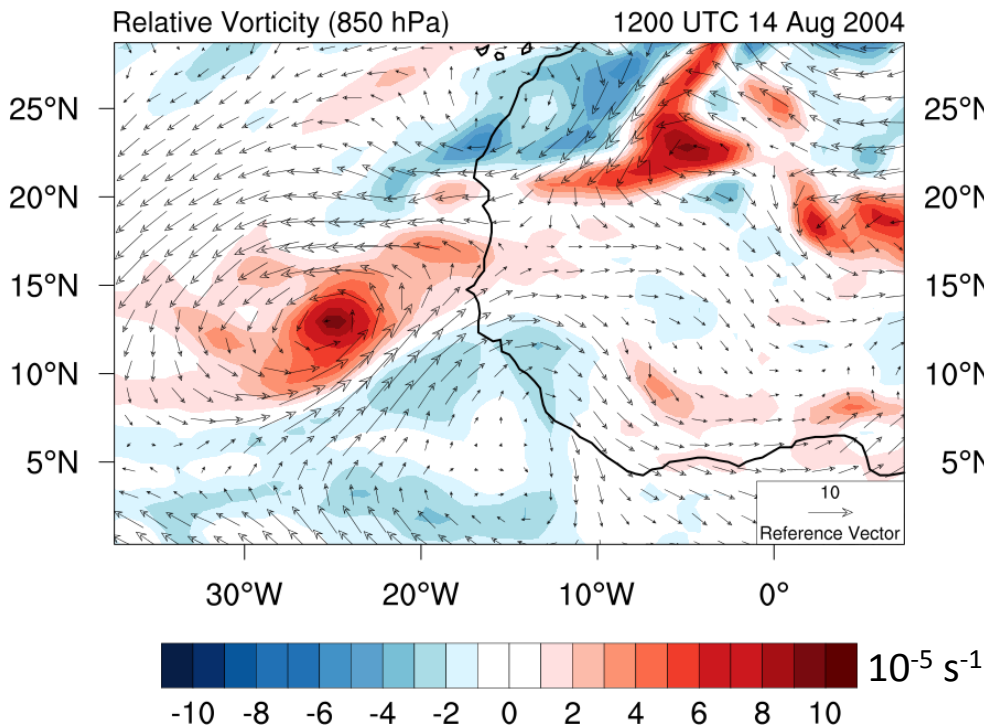 Relative Vorticity (850 hPa) 1200 UTC 14 Aug 2004
25°N 25°N
20°N 20°N
15°N 15°N
10°N 10°N
5°N 5°N
10
Reference Vector
30°W 20°W 10°W 0°
10⁻⁵ s⁻¹
-10 -8 -6 -4 -2 0 2 4 6 8 10